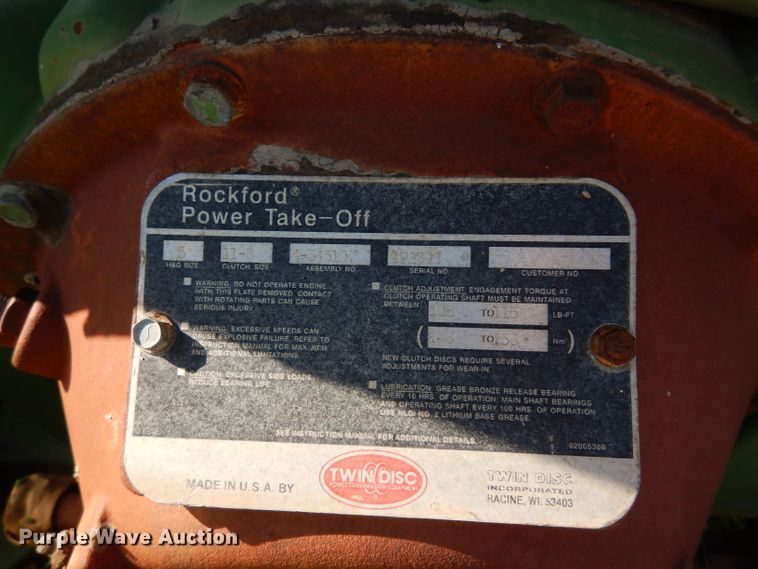 Rockford®
Power Take-Off
HSG SIZE
CLUTCH SIZE
ASSEMBLY NO.
SERIAL NO.
CUSTOMER NO.
WARNING: DO NOT OPERATE ENGINE
WITH THIS PLATE REMOVED. CONTACT
WITH ROTATING PARTS CAN CAUSE
SERIOUS INJURY.
WARNING: EXCESSIVE SPEEDS CAN
CAUSE EXPLOSIVE FAILURE. REFER TO
INSTRUCTION MANUAL FOR MAX. RPM
AND ADDITIONAL LIMITATIONS.
EXCESSIVE SIDE LOADS
REDUCE BEARING LIFE.
CLUTCH ADJUSTMENT: ENGAGEMENT TORQUE AT
CLUTCH OPERATING SHAFT MUST BE MAINTAINED
BETWEEN TO 115 LB-FT
( TO Nm )
NEW CLUTCH DISCS REQUIRE SEVERAL
ADJUSTMENTS FOR WEAR-IN.
LUBRICATION: GREASE BRONZE RELEASE BEARING
EVERY 10 HRS. OF OPERATION; MAIN SHAFT BEARINGS
AND OPERATING SHAFT EVERY 100 HRS. OF OPERATION
USE NLGI NO. 2 LITHIUM BASE GREASE.
SEE INSTRUCTION MANUAL FOR ADDITIONAL DETAILS.
02005368
MADE IN U.S.A. BY
TWIN DISC
POWER TRANSMISSION EQUIPMENT
TWIN DISC
INCORPORATED
RACINE, WI. 53403
Purple Wave Auction